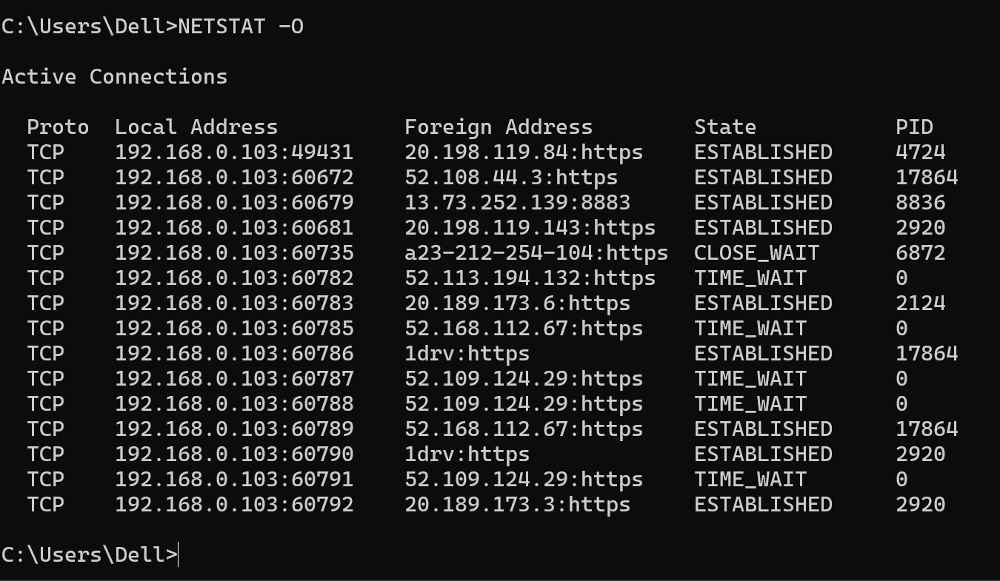 C:\Users\Dell>NETSTAT -O
Active Connections
Proto  Local Address          Foreign Address        State           PID
TCP    192.168.0.103:49431    20.198.119.84:https    ESTABLISHED     4724
TCP    192.168.0.103:60672    52.108.44.3:https      ESTABLISHED     17864
TCP    192.168.0.103:60679    13.73.252.139:8883     ESTABLISHED     8836
TCP    192.168.0.103:60681    20.198.119.143:https   ESTABLISHED     2920
TCP    192.168.0.103:60735    a23-212-254-104:https  CLOSE_WAIT      6872
TCP    192.168.0.103:60782    52.113.194.132:https   TIME_WAIT       0
TCP    192.168.0.103:60783    20.189.173.6:https     ESTABLISHED     2124
TCP    192.168.0.103:60785    52.168.112.67:https    TIME_WAIT       0
TCP    192.168.0.103:60786    1drv:https             ESTABLISHED     17864
TCP    192.168.0.103:60787    52.109.124.29:https    TIME_WAIT       0
TCP    192.168.0.103:60788    52.109.124.29:https    TIME_WAIT       0
TCP    192.168.0.103:60789    52.168.112.67:https    ESTABLISHED     17864
TCP    192.168.0.103:60790    1drv:https             ESTABLISHED     2920
TCP    192.168.0.103:60791    52.109.124.29:https    TIME_WAIT       0
TCP    192.168.0.103:60792    20.189.173.3:https     ESTABLISHED     2920
C:\Users\Dell>